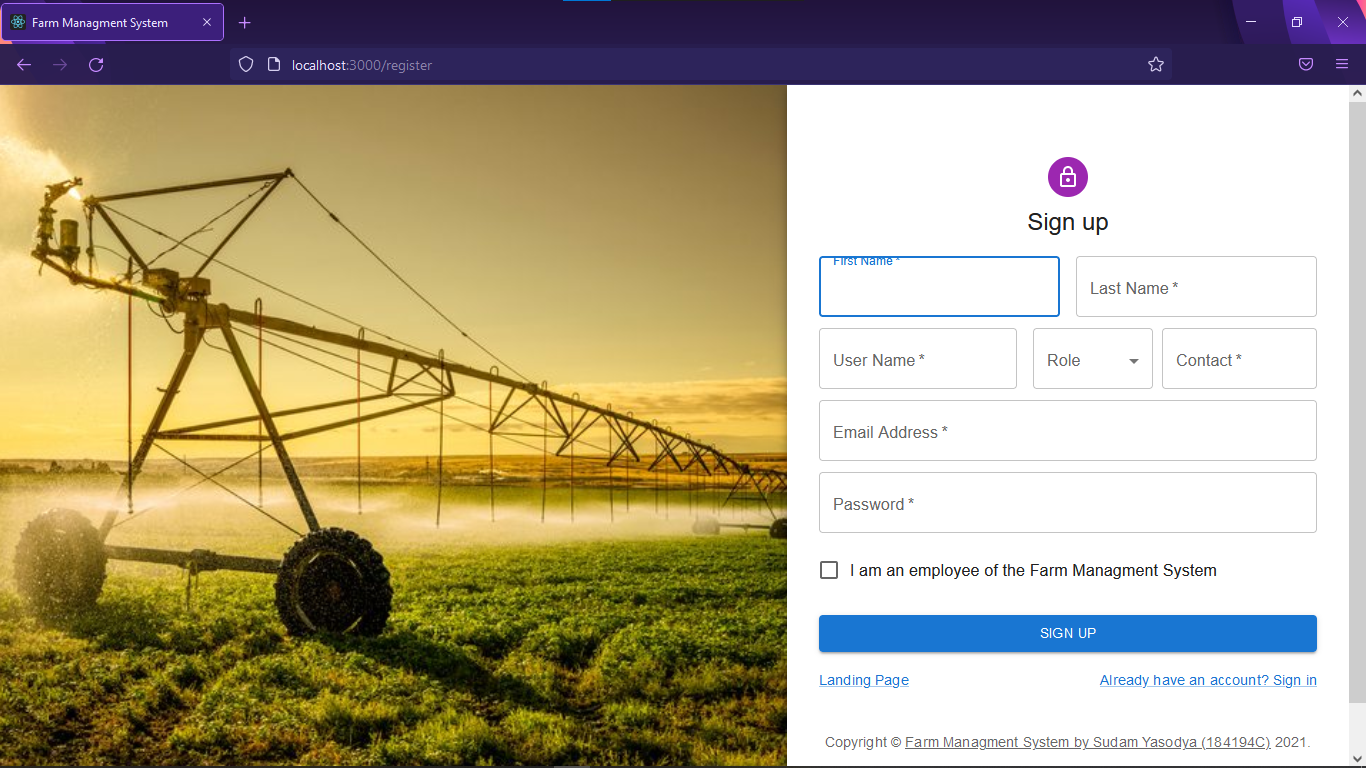 Farm Managment System
localhost:3000/register
Sign up
First Name *
Last Name *
User Name *
Role
Contact *
Email Address *
Password *
I am an employee of the Farm Managment System
SIGN UP
Landing Page
Already have an account? Sign in
Copyright © Farm Managment System by Sudam Yasodya (184194C) 2021.